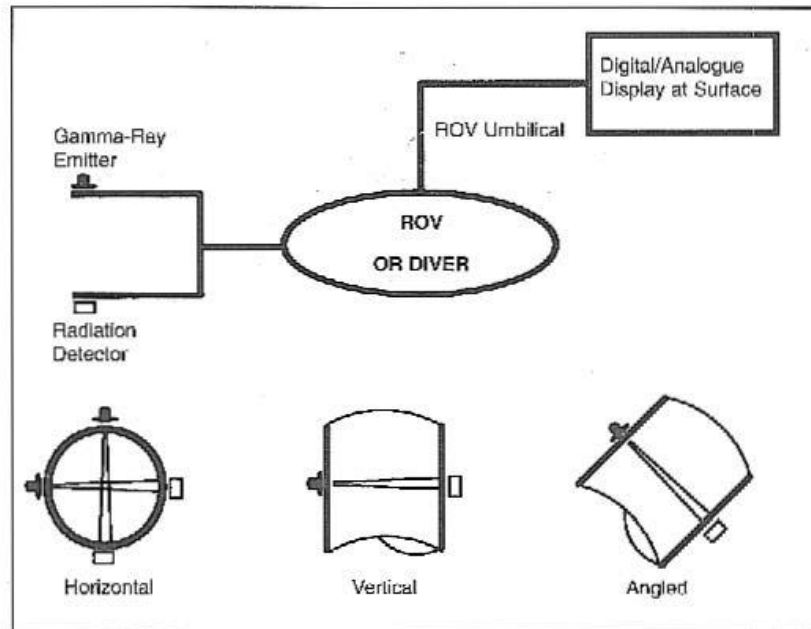 Digital/Analogue
Display at Surface
ROV Umbilical
Gamma-Ray
Emitter
ROV
OR DIVER
Radiation
Detector
Horizontal
Vertical
Angled